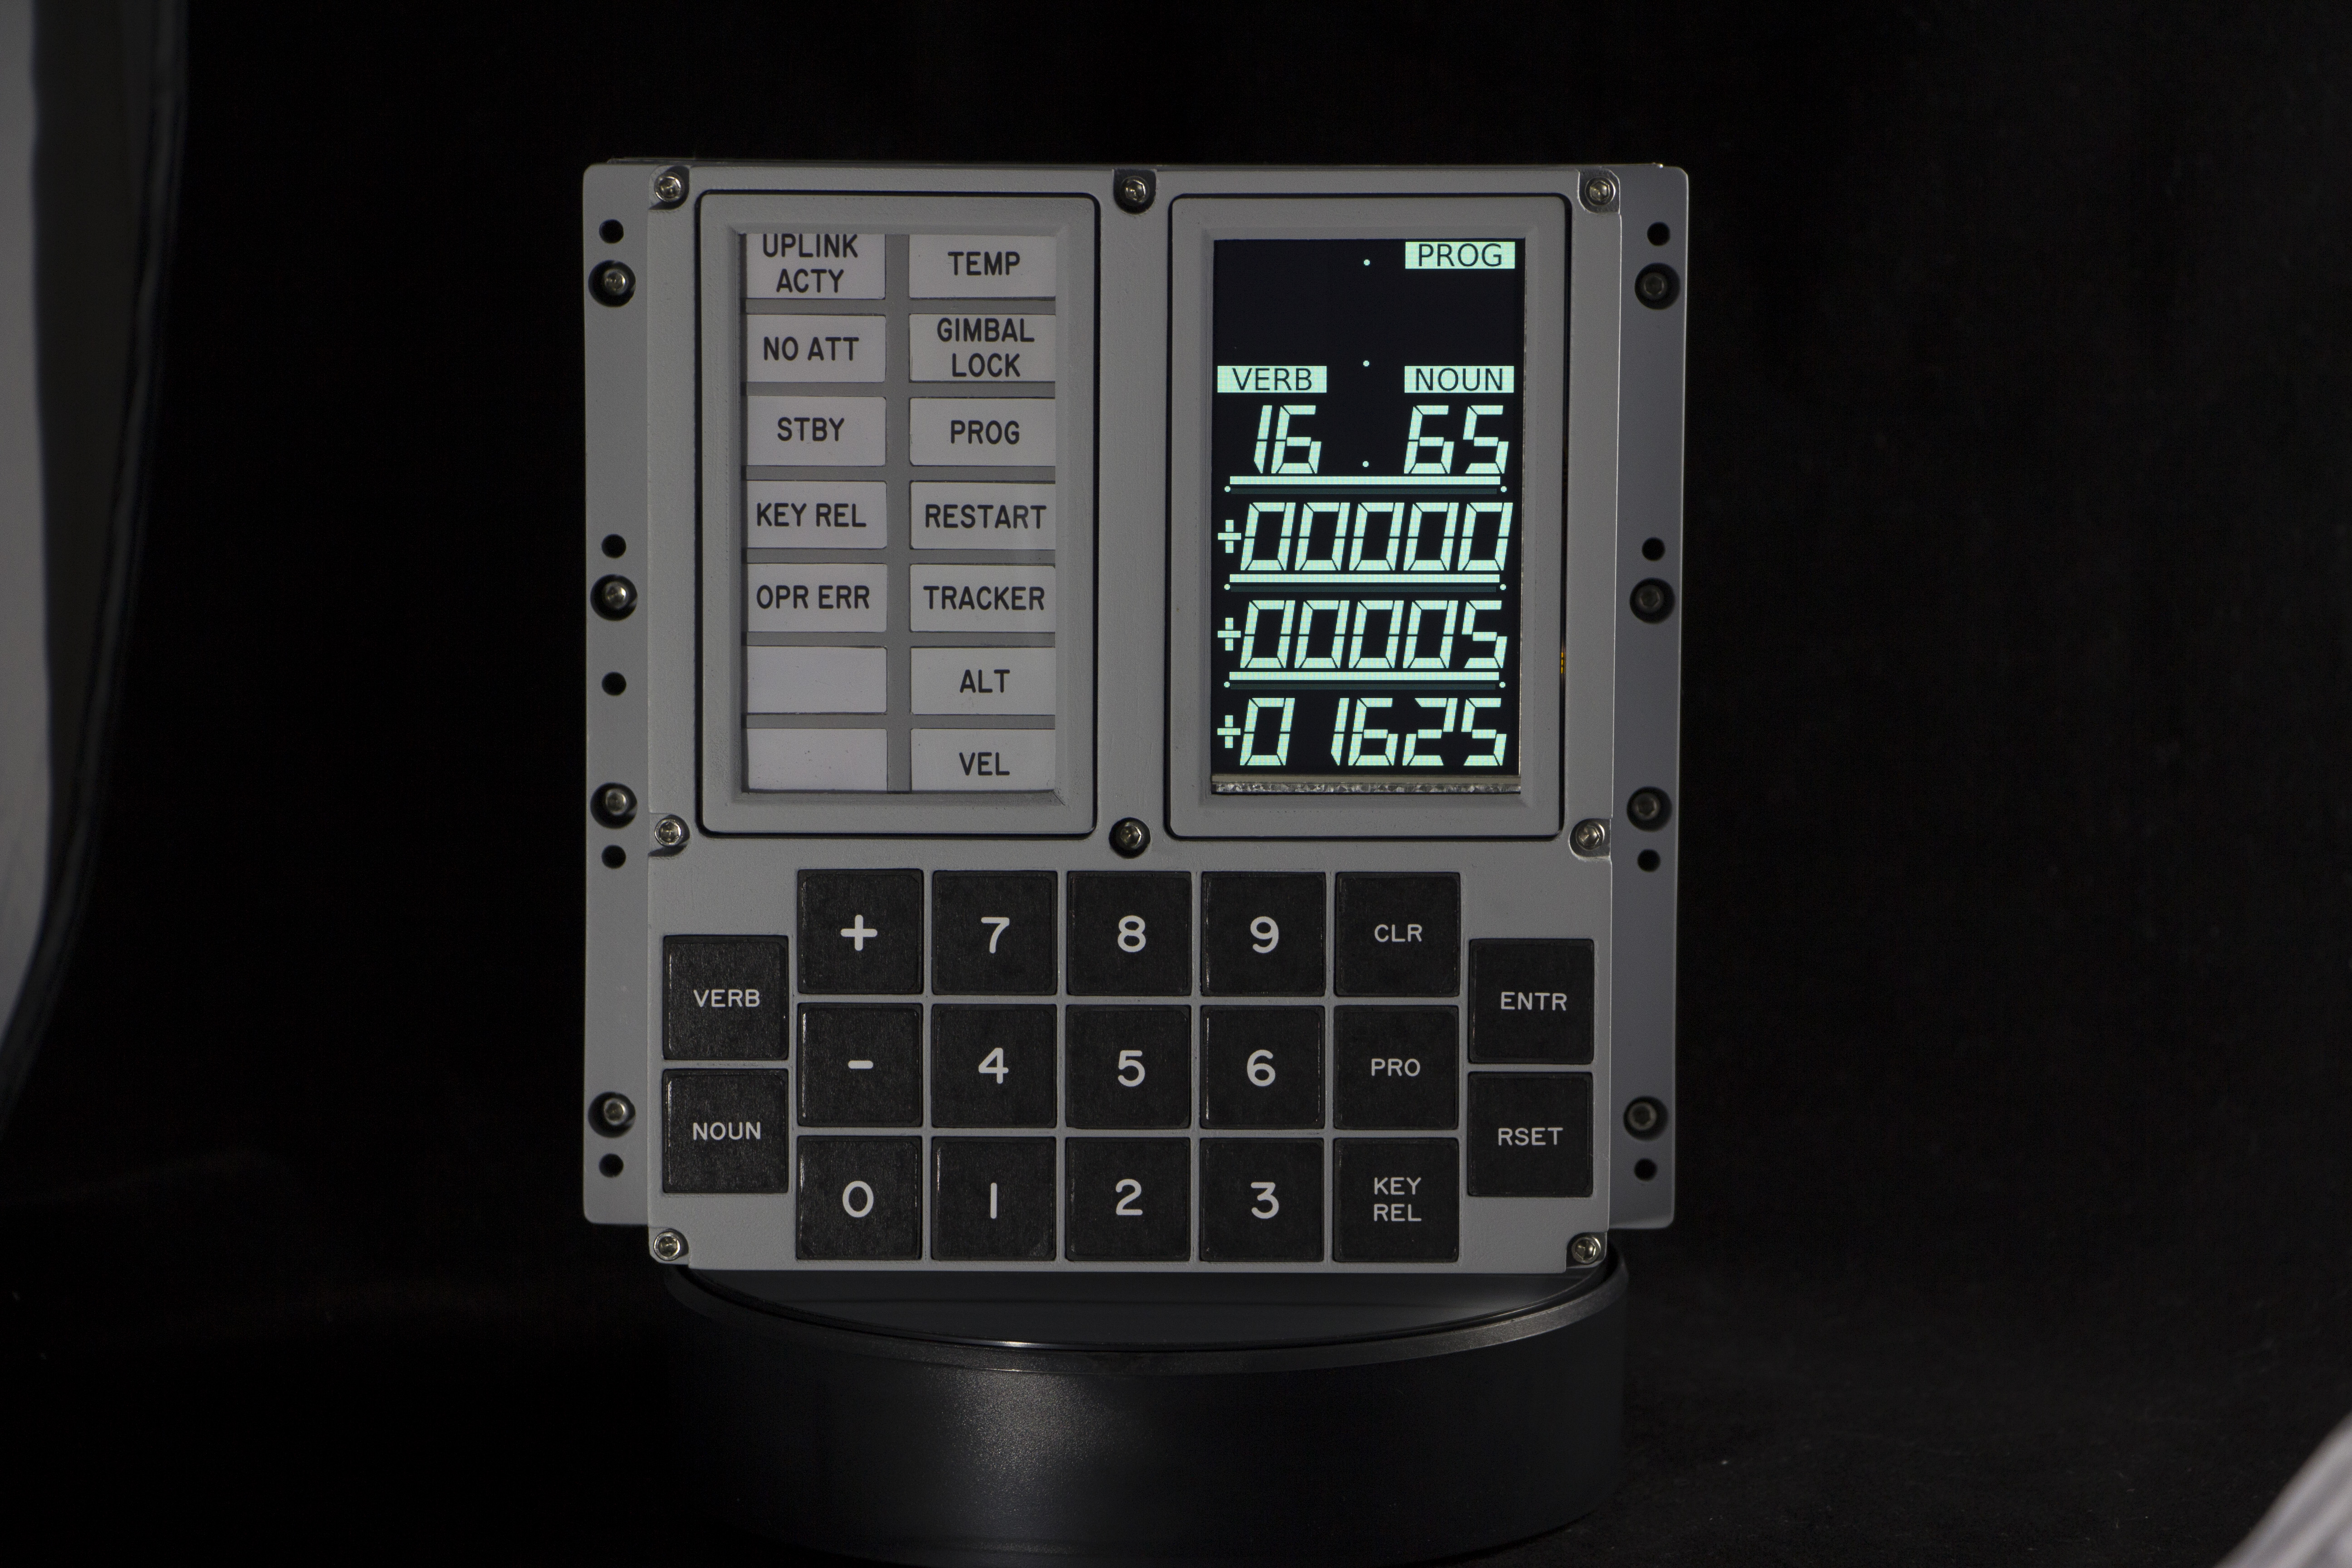 UPLINK
ACTY
TEMP
NO ATT
GIMBAL
LOCK
STBY
PROG
KEY REL
RESTART
OPR ERR
TRACKER
ALT
VEL
PROG
VERB NOUN
16 65
+00000
+00005
+01625
+ 7 8 9 CLR
VERB
ENTR
- 4 5 6 PRO
NOUN
RSET
0 1 2 3 KEY
REL